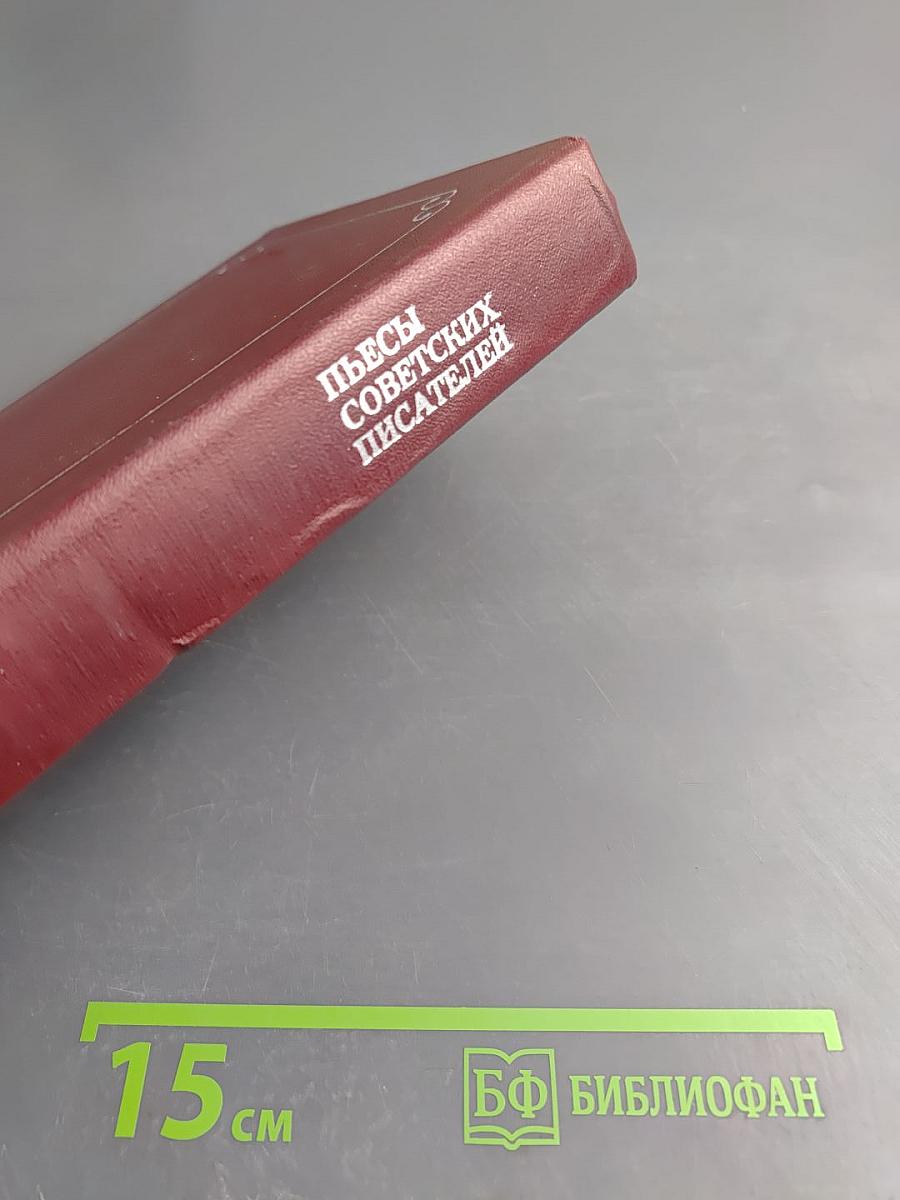 ПЬЕСЫ
СОВЕТСКИХ
ПИСАТЕЛЕЙ
15 см
БФ БИБЛИОФАН